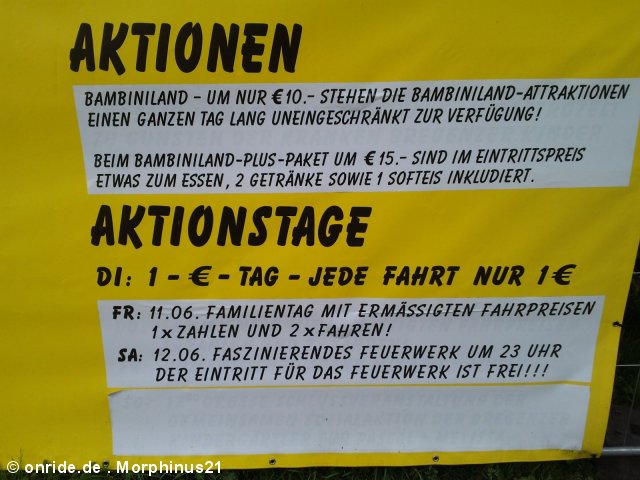 AKTIONEN
BAMBINILAND - UM NUR € 10.- STEHEN DIE BAMBINILAND-ATTRAKTIONEN
EINEN GANZEN TAG LANG UNEINGESCHRÄNKT ZUR VERFÜGUNG!
BEIM BAMBINILAND-PLUS-PAKET UM € 15.- SIND IM EINTRITTSPREIS
ETWAS ZUM ESSEN, 2 GETRÄNKE SOWIE 1 SOFTEIS INKLUDIERT.
AKTIONSTAGE
DI: 1 - € - TAG - JEDE FAHRT NUR 1 €
FR: 11.06. FAMILIENTAG MIT ERMÄSSIGTEN FAHRPREISEN
1 x ZAHLEN UND 2 x FAHREN!
SA: 12.06. FASZINIERENDES FEUERWERK UM 23 UHR
DER EINTRITT FÜR DAS FEUERWERK IST FREI!!!
© onride.de . Morphinus21